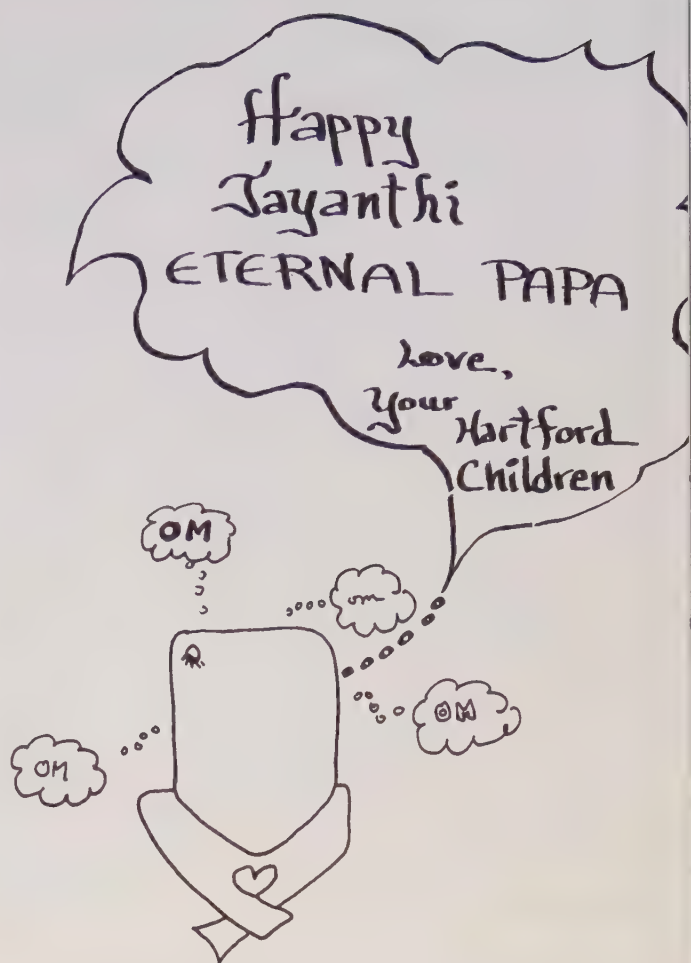 Happy
Jayanthi
ETERNAL PAPA
Love,
Your Hartford
Children
OM
om
OM
OM